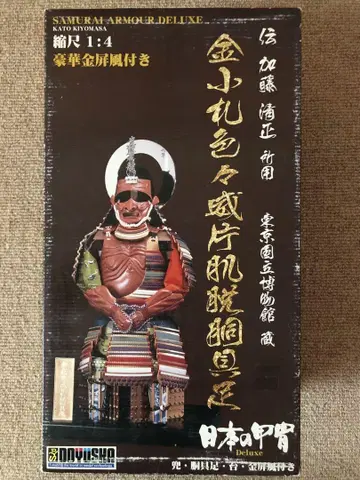 SAMURAI ARMOUR DELUXE
KATO KIYOMASA
縮尺 1:4
豪華金屏風付き
伝 加藤清正 所用 東京国立博物館 蔵
金小札色々威片肌脱胴具足
日本の甲冑
Deluxe
兜・胴具足・台・金屏風付き
DOYUSHA